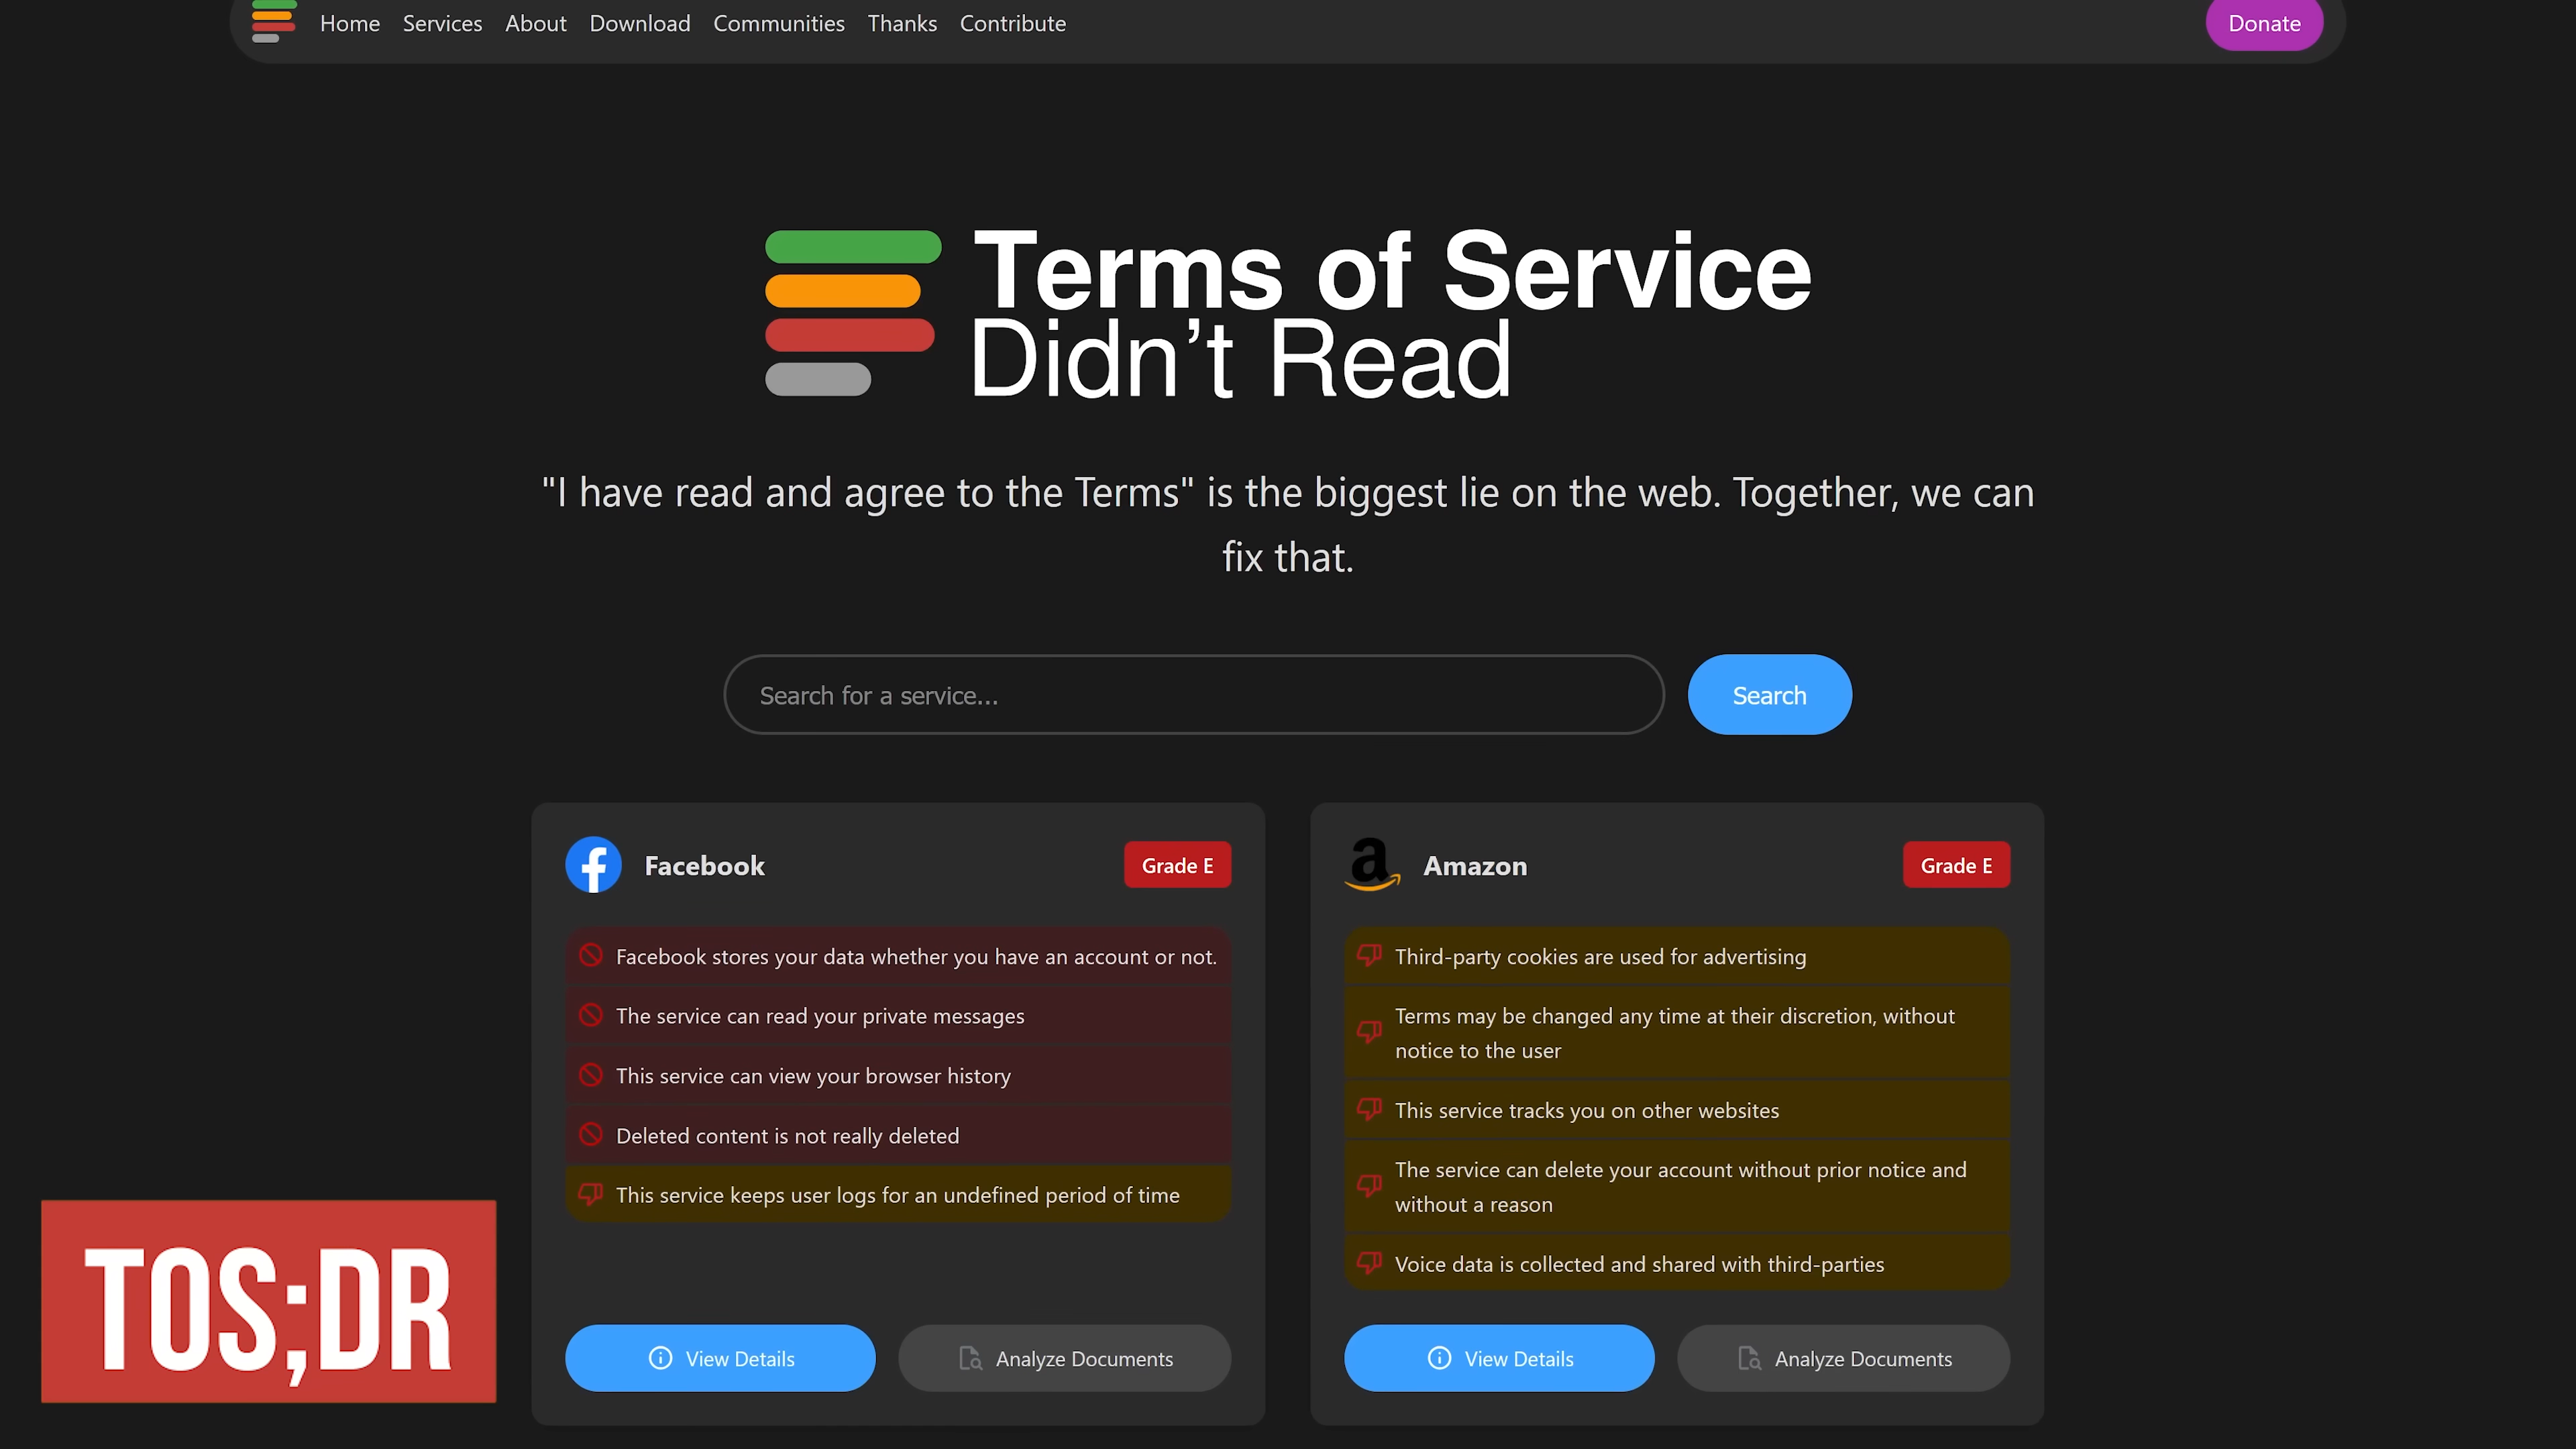 Home Services About Download Communities Thanks Contribute Donate
Terms of Service
Didn't Read
"I have read and agree to the Terms" is the biggest lie on the web. Together, we can
fix that.
Search for a service...
Search
Facebook
Grade E
Facebook stores your data whether you have an account or not.
The service can read your private messages
This service can view your browser history
Deleted content is not really deleted
This service keeps user logs for an undefined period of time
View Details
Analyze Documents
Amazon
Grade E
Third-party cookies are used for advertising
Terms may be changed any time at their discretion, without
notice to the user
This service tracks you on other websites
The service can delete your account without prior notice and
without a reason
Voice data is collected and shared with third-parties
View Details
Analyze Documents
TOS;DR